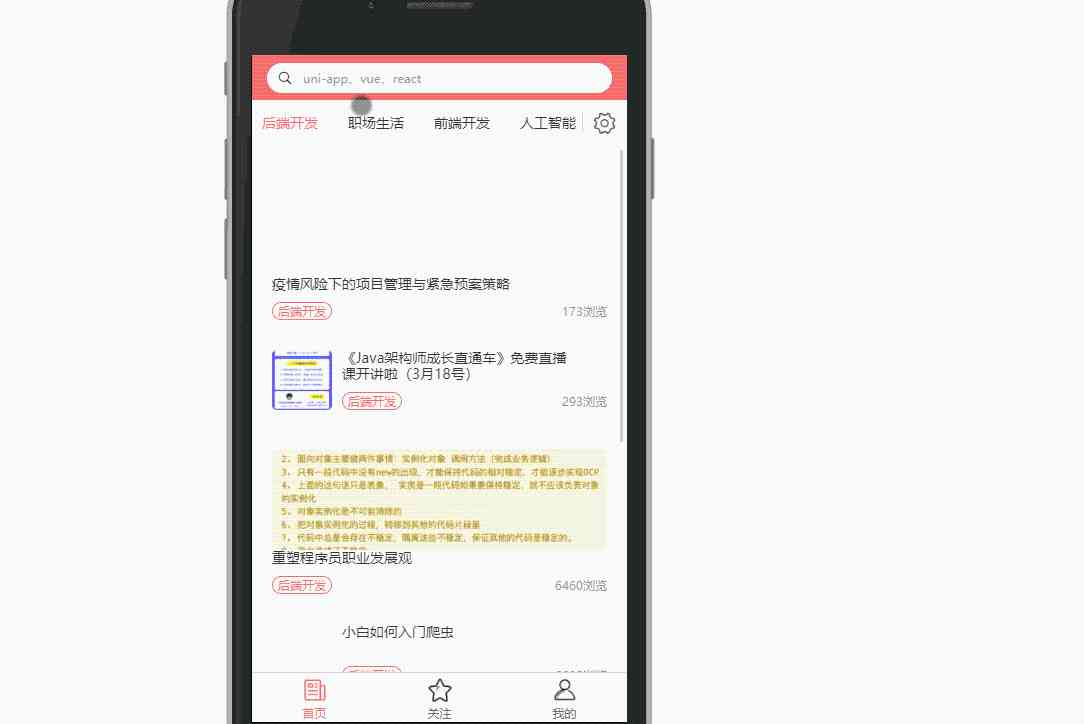 uni-app、vue、react
后端开发 职场生活 前端开发 人工智能
疫情风险下的项目管理与紧急预案策略
后端开发 173浏览
《Java架构师成长直通车》免费直播
课开讲啦（3月18号）
后端开发 293浏览
2. 面向对象主要做两件事情：实例化对象 调用方法（完成业务逻辑）
3. 只有一段代码中没有new的出现，才能保持代码的相对稳定，才能逐步实现OCP
4. 上面的这句话只是表象， 实质是一段代码如果要保持稳定，就不应该负责对象
的实例化
5. 对象实例化是不可能消除的
6. 把对象实例化的过程，转移到其他的代码片段里
7. 代码中总是会存在不稳定，隔离这些不稳定，保证其他的代码是稳定的。
重塑程序员职业发展观
后端开发 6460浏览
小白如何入门爬虫
首页 关注 我的